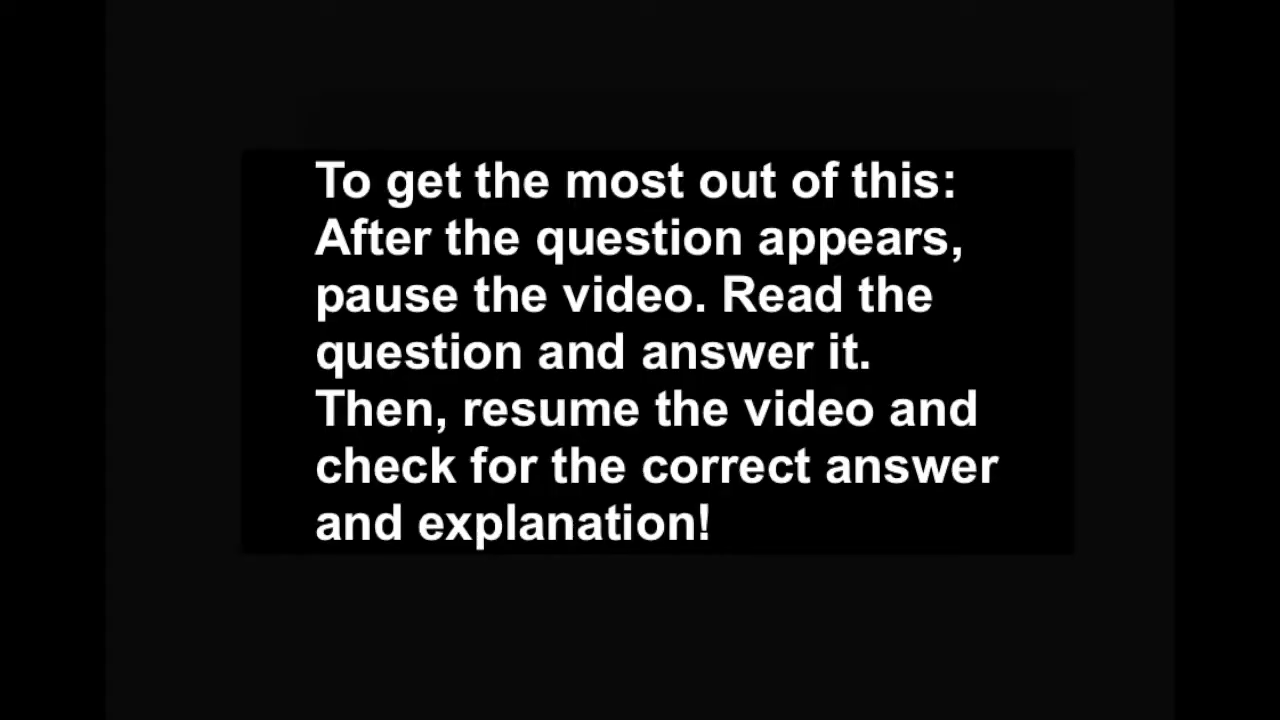 To get the most out of this:
After the question appears,
pause the video. Read the
question and answer it.
Then, resume the video and
check for the correct answer
and explanation!